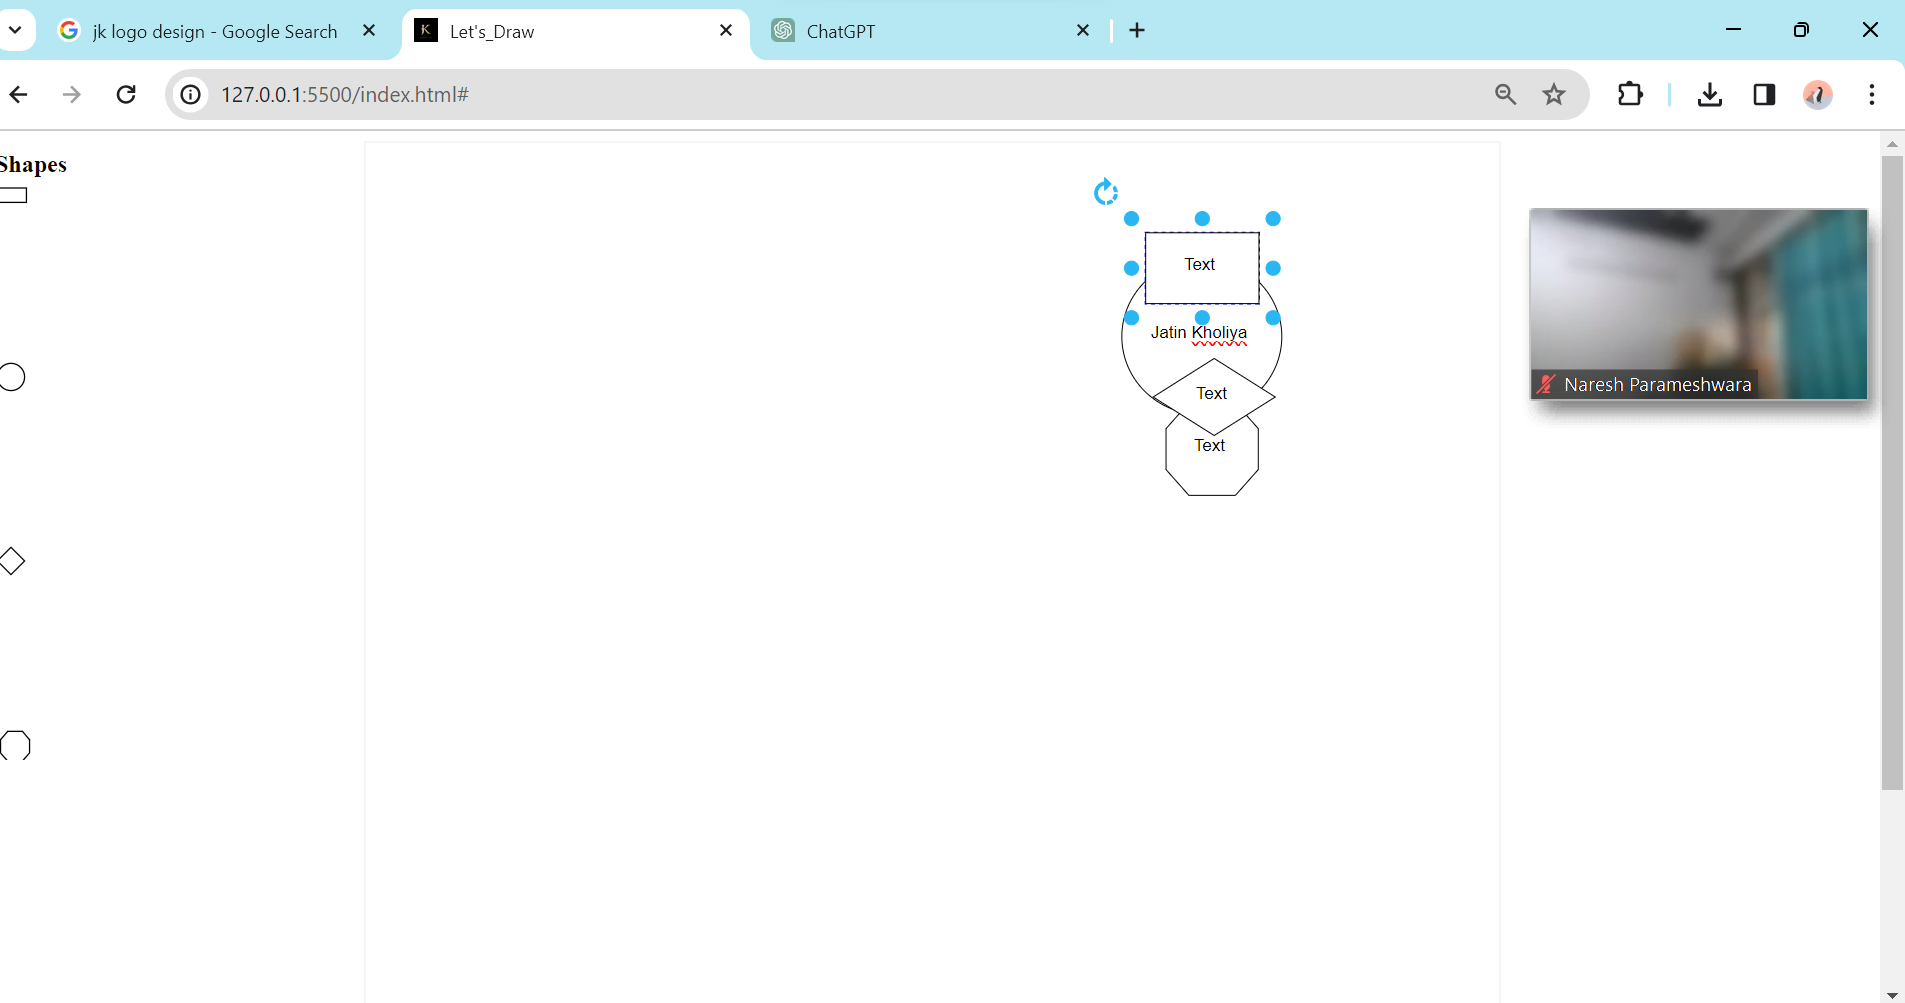 jk logo design - Google Search
Let's_Draw
ChatGPT
127.0.0.1:5500/index.html#
Shapes
Text
Jatin Kholiya
Text
Text
Naresh Parameshwara